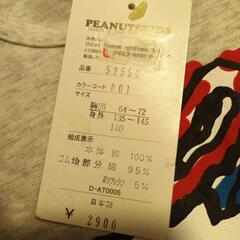 PEANUTSKIDS
品番 52550
カラーコード 001
サイズ
胸囲 64〜72
身長 135〜145
140
組成表示
本体 綿 100%
ゴム地部分 綿 95%
ポリウレタン 5%
D-AT0005
日本製
¥ 2900